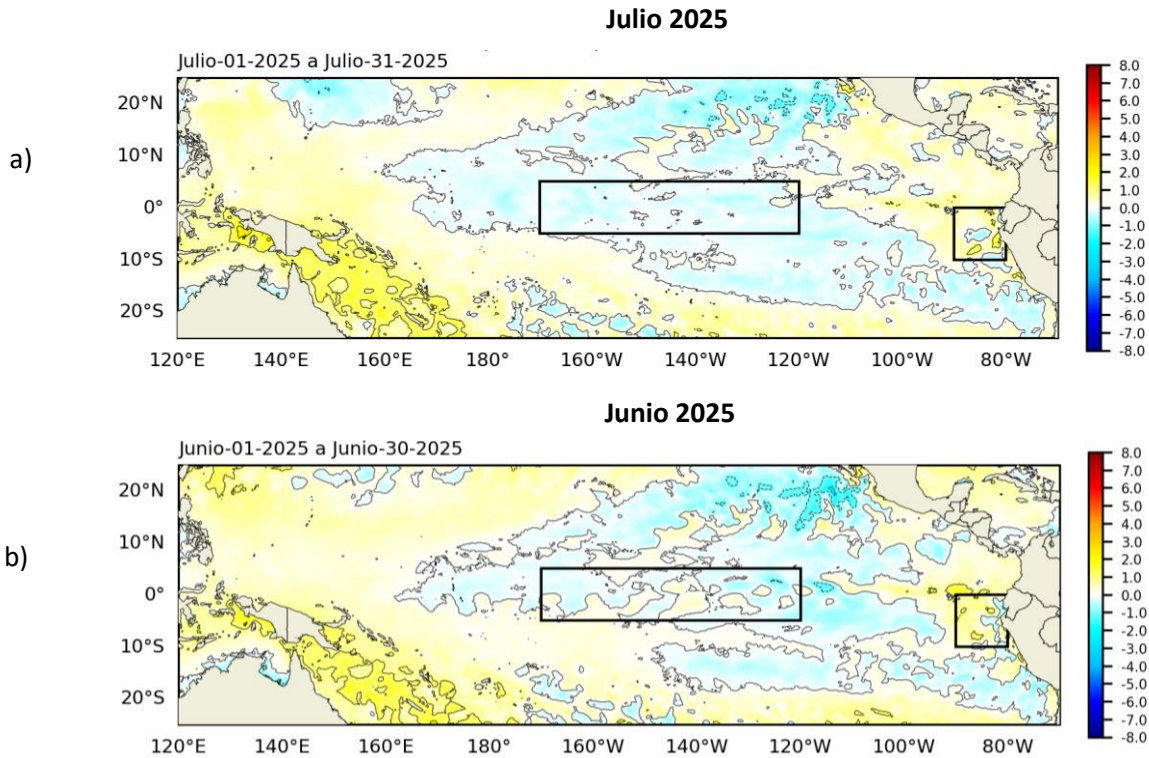 Julio 2025
Julio-01-2025 a Julio-31-2025
a)
20°N
10°N
0°
10°S
20°S
120°E 140°E 160°E 180° 160°W 140°W 120°W 100°W 80°W
8.0
7.0
6.0
5.0
4.0
3.0
2.0
1.0
0.0
-1.0
-2.0
-3.0
-4.0
-5.0
-6.0
-7.0
-8.0
Junio 2025
Junio-01-2025 a Junio-30-2025
b)
20°N
10°N
0°
10°S
20°S
120°E 140°E 160°E 180° 160°W 140°W 120°W 100°W 80°W
8.0
7.0
6.0
5.0
4.0
3.0
2.0
1.0
0.0
-1.0
-2.0
-3.0
-4.0
-5.0
-6.0
-7.0
-8.0